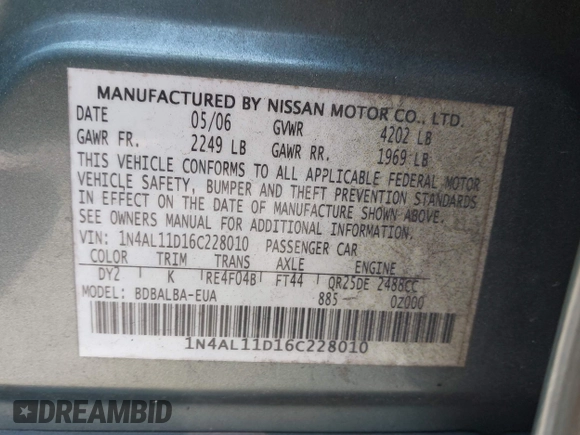 MANUFACTURED BY NISSAN MOTOR CO., LTD.
DATE 05/06 GVWR 4202 LB
GAWR FR. 2249 LB GAWR RR. 1969 LB
THIS VEHICLE CONFORMS TO ALL APPLICABLE FEDERAL MOTOR
VEHICLE SAFETY, BUMPER AND THEFT PREVENTION STANDARDS
IN EFFECT ON THE DATE OF MANUFACTURE SHOWN ABOVE.
SEE OWNERS MANUAL FOR ADDITIONAL INFORMATION.
VIN: 1N4AL11D16C228010 PASSENGER CAR
COLOR TRIM TRANS AXLE ENGINE
DY2 K RE4F04B FT44 QR25DE 2488CC
MODEL: BDBALBA-EUA 885- 0Z000
1N4AL11D16C228010
DREAMBID